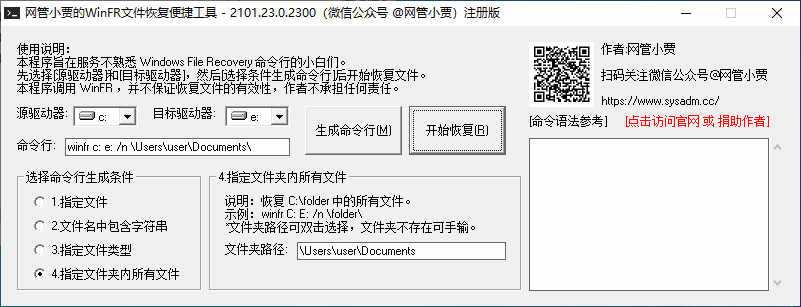 网管小贾的WinFR文件恢复便捷工具 - 2101.23.0.2300（微信公众号 @网管小贾）注册版
使用说明：
本程序旨在服务不熟悉 Windows File Recovery 命令行的小白们。
先选择[源驱动器]和[目标驱动器]，然后[选择条件生成命令行]后开始恢复文件。
本程序调用 WinFR ，并不保证恢复文件的有效性，作者不承担任何责任。
源驱动器: c: 目标驱动器: e: 生成命令行(M) 开始恢复(R)
命令行: winfr c: e: /n \Users\user\Documents\
选择命令行生成条件
1.指定文件
2.文件名中包含字符串
3.指定文件类型
4.指定文件夹内所有文件
4.指定文件夹内所有文件
说明：恢复 C:\folder 中的所有文件。
示例：winfr C: E: /n \folder\
*文件夹路径可双击选择，文件夹不存在可手输。
文件夹路径: \Users\user\Documents
作者:网管小贾
扫码关注微信公众号@网管小贾
https://www.sysadm.cc/
[命令语法参考] [点击访问官网 或 捐助作者]